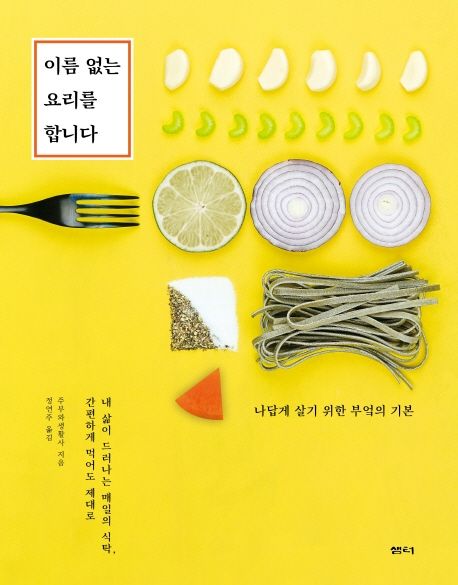 이름 없는
요리를
합니다
나답게 살기 위한 부엌의 기본
내 삶이 드러나는 매일의 식탁,
간편하게 먹어도 제대로
주부와생활사 지음
정연주 옮김
샘터